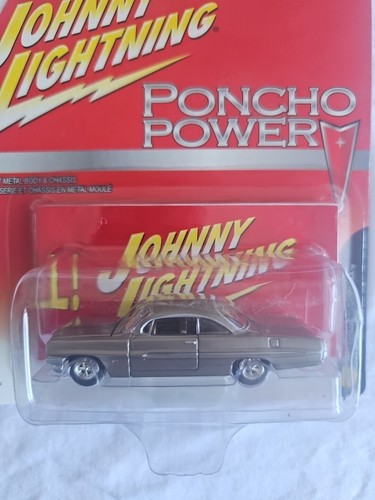 JOHNNY
LIGHTNING®
PONCHO
POWER
METAL BODY & CHASSIS
SERIE ET CHASSIS EN METAL MOULE
JOHNNY
LIGHTNING